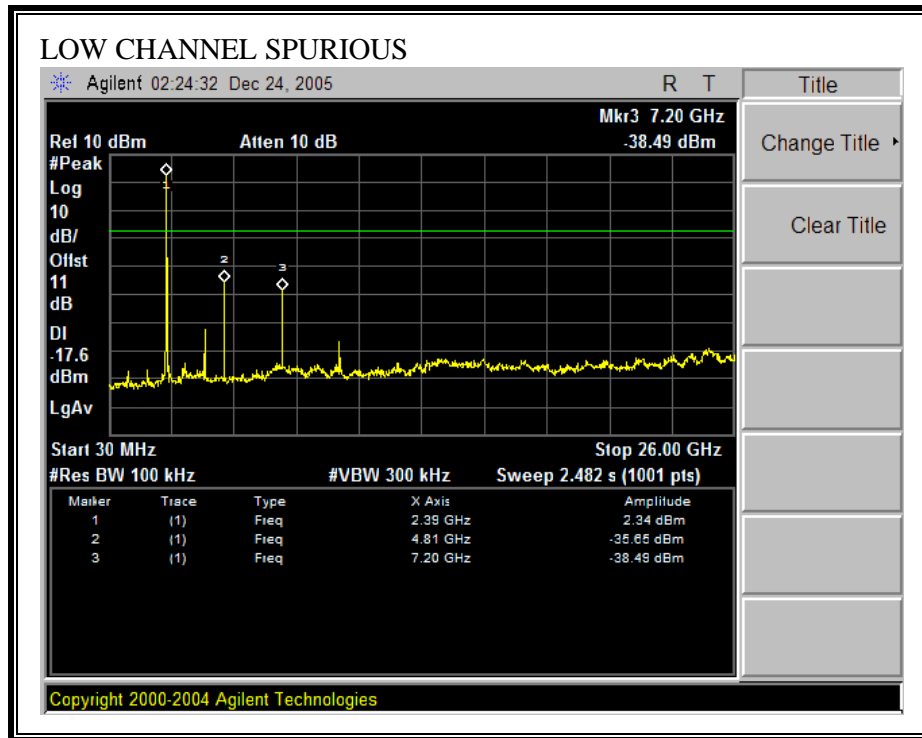 LOW CHANNEL SPURIOUS
Agilent 02:24:32 Dec 24, 2005 R T
Title
Mkr3 7.20 GHz
Ref 10 dBm Atten 10 dB -38.49 dBm
Change Title
#Peak
Log
10
dB/
Offst
11
dB
DI
-17.6
dBm
LgAv
1
2
3
Clear Title
Start 30 MHz Stop 26.00 GHz
#Res BW 100 kHz #VBW 300 kHz Sweep 2.482 s (1001 pts)
Marker Trace Type X Axis Amplitude
1 (1) Freq 2.39 GHz 2.34 dBm
2 (1) Freq 4.81 GHz -35.65 dBm
3 (1) Freq 7.20 GHz -38.49 dBm
Copyright 2000-2004 Agilent Technologies